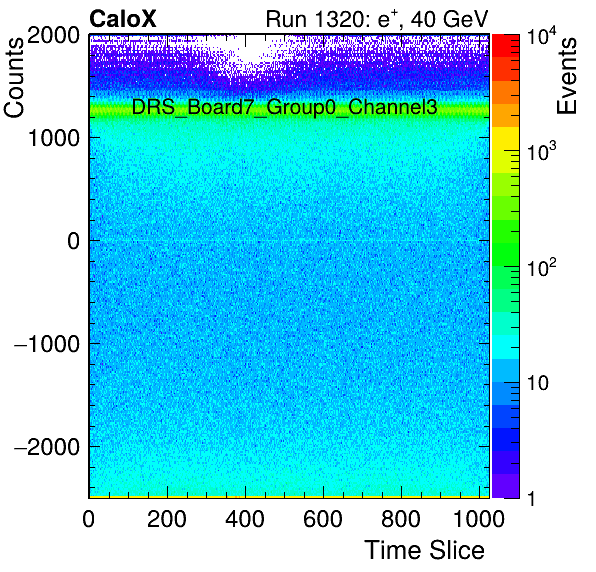 CaloX Run 1320: e⁺, 40 GeV
Counts
Events
DRS_Board7_Group0_Channel3
2000
1000
0
−1000
−2000
0 200 400 600 800 1000
Time Slice
10⁴
10³
10²
10
1